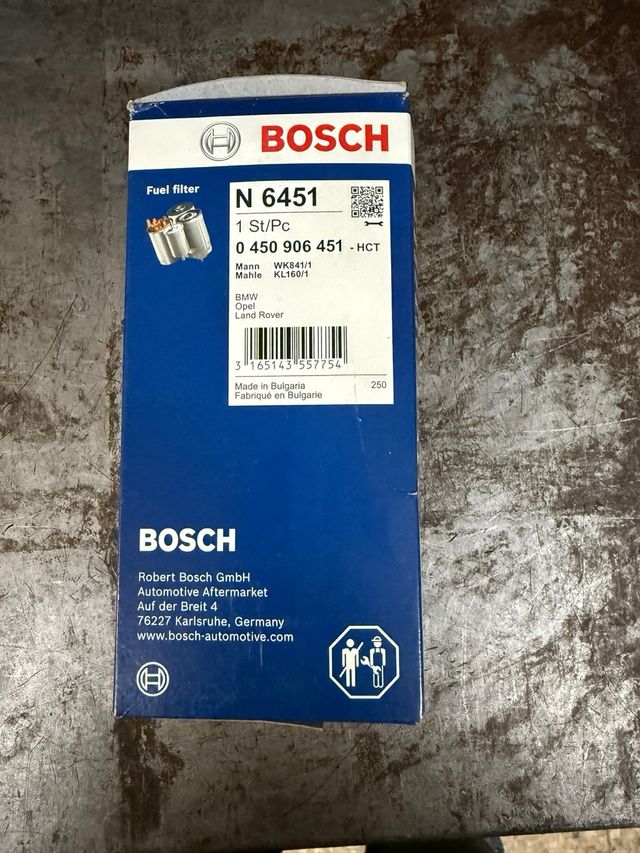 BOSCH
Fuel filter
N 6451
1 St/Pc
0 450 906 451 - HCT
Mann WK841/1
Mahle KL160/1
BMW
Opel
Land Rover
3 165143 557754
Made in Bulgaria 250
Fabriqué en Bulgarie
BOSCH
Robert Bosch GmbH
Automotive Aftermarket
Auf der Breit 4
76227 Karlsruhe, Germany
www.bosch-automotive.com